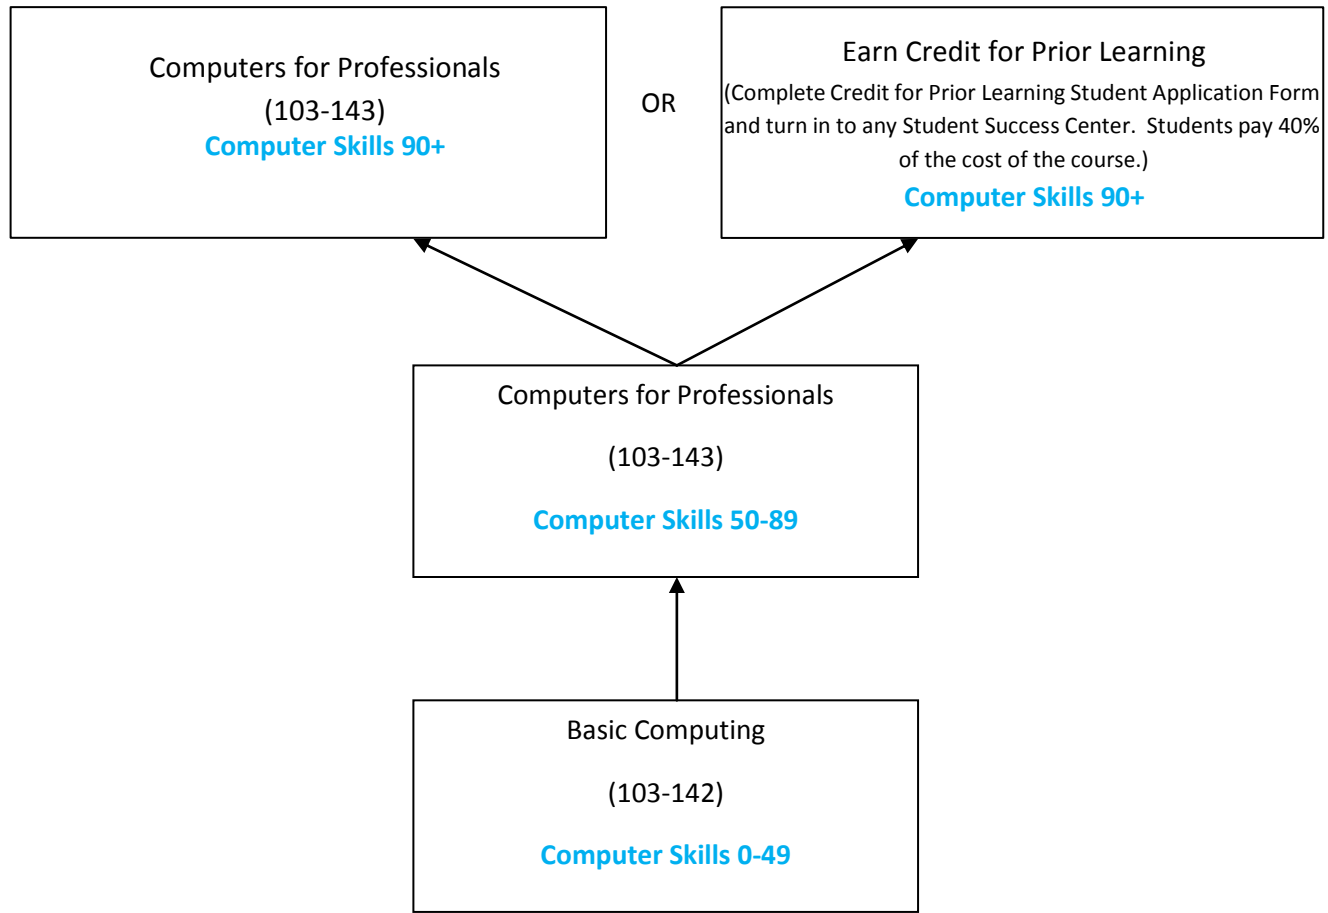 Computers for Professionals
(103-143)
Computer Skills 90+
OR
Earn Credit for Prior Learning
(Complete Credit for Prior Learning Student Application Form
and turn in to any Student Success Center.  Students pay 40%
of the cost of the course.)
Computer Skills 90+
Computers for Professionals
(103-143)
Computer Skills 50-89
Basic Computing
(103-142)
Computer Skills 0-49